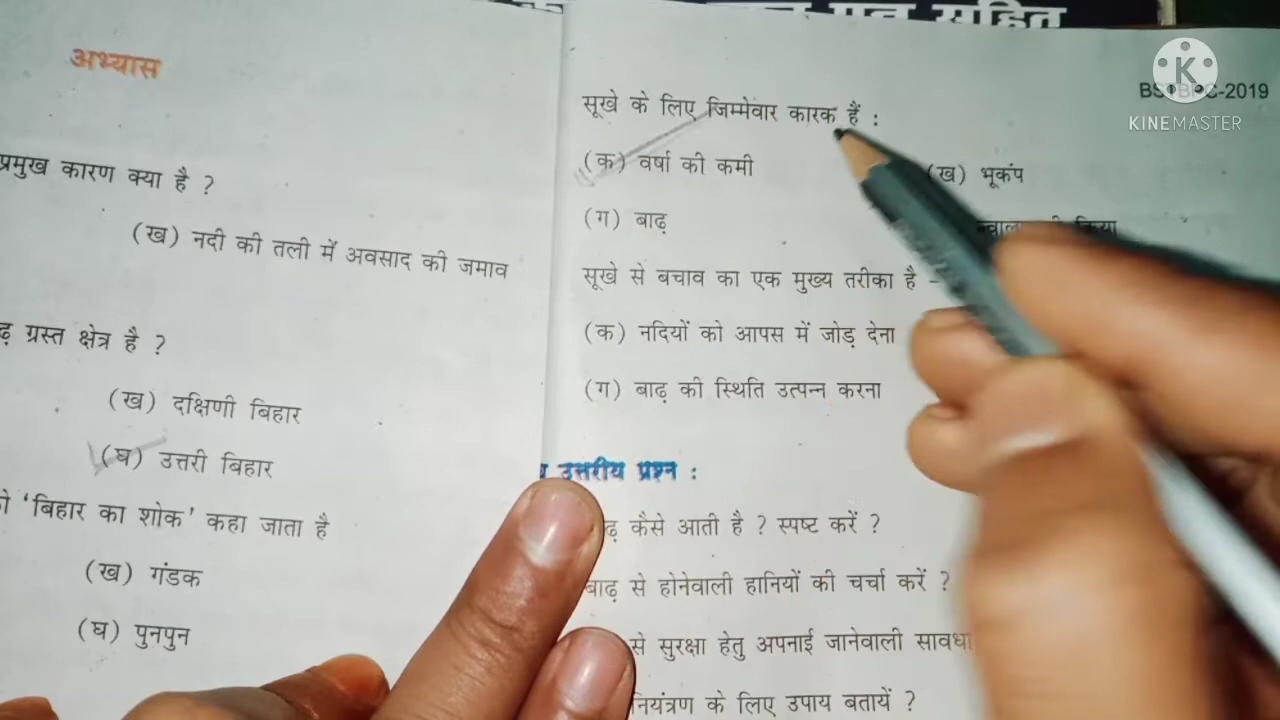 सहित
अभ्यास
प्रमुख कारण क्या है ?
(ख) नदी की तली में अवसाद की जमाव
ग्रस्त क्षेत्र है ?
(ख) दक्षिणी बिहार
(घ) उत्तरी बिहार
'बिहार का शोक' कहा जाता है
(ख) गंडक
(घ) पुनपुन
BSTBPC-2019
KINEMASTER
सूखे के लिए जिम्मेवार कारक हैं :
(क) वर्षा की कमी (ख) भूकंप
(ग) बाढ़
सूखे से बचाव का एक मुख्य तरीका है -
(क) नदियों को आपस में जोड़ देना
(ग) बाढ़ की स्थिति उत्पन्न करना
उत्तरीय प्रश्न :
कैसे आती है ? स्पष्ट करें ?
बाढ़ से होनेवाली हानियों की चर्चा करें ?
से सुरक्षा हेतु अपनाई जानेवाली
नियंत्रण के लिए उपाय बतायें ?